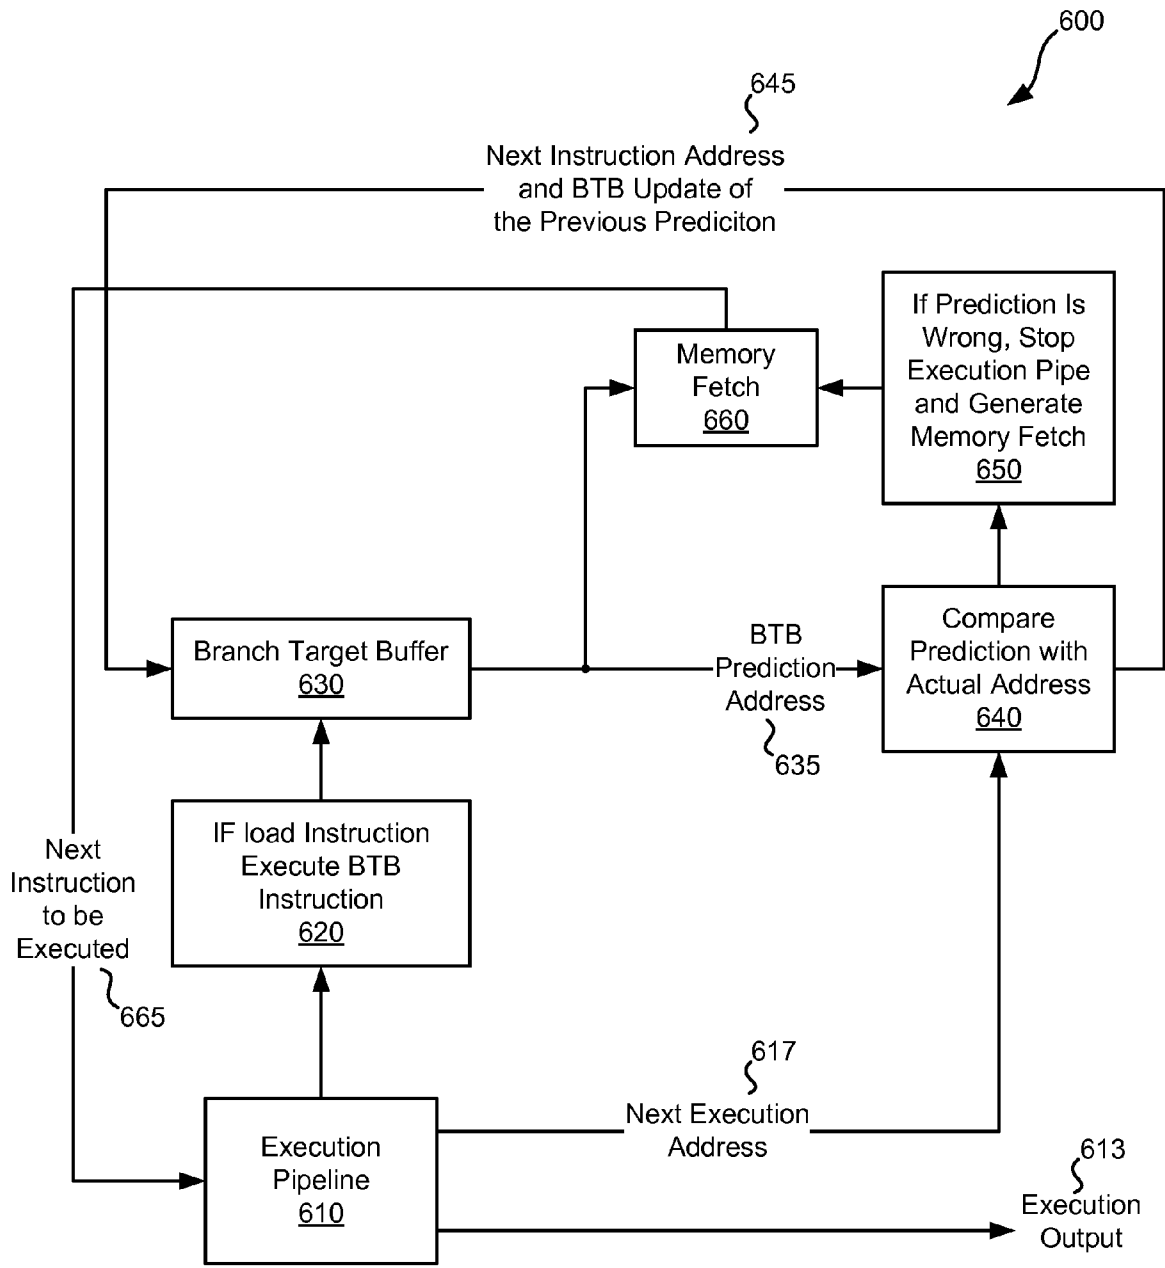 600
645
Next Instruction Address
and BTB Update of
the Previous Prediciton
If Prediction Is
Wrong, Stop
Execution Pipe
and Generate
Memory Fetch
650
Memory
Fetch
660
Branch Target Buffer
630
BTB
Prediction
Address
635
Compare
Prediction with
Actual Address
640
IF load Instruction
Execute BTB
Instruction
620
Next
Instruction
to be
Executed
665
617
Next Execution
Address
Execution
Pipeline
610
613
Execution
Output